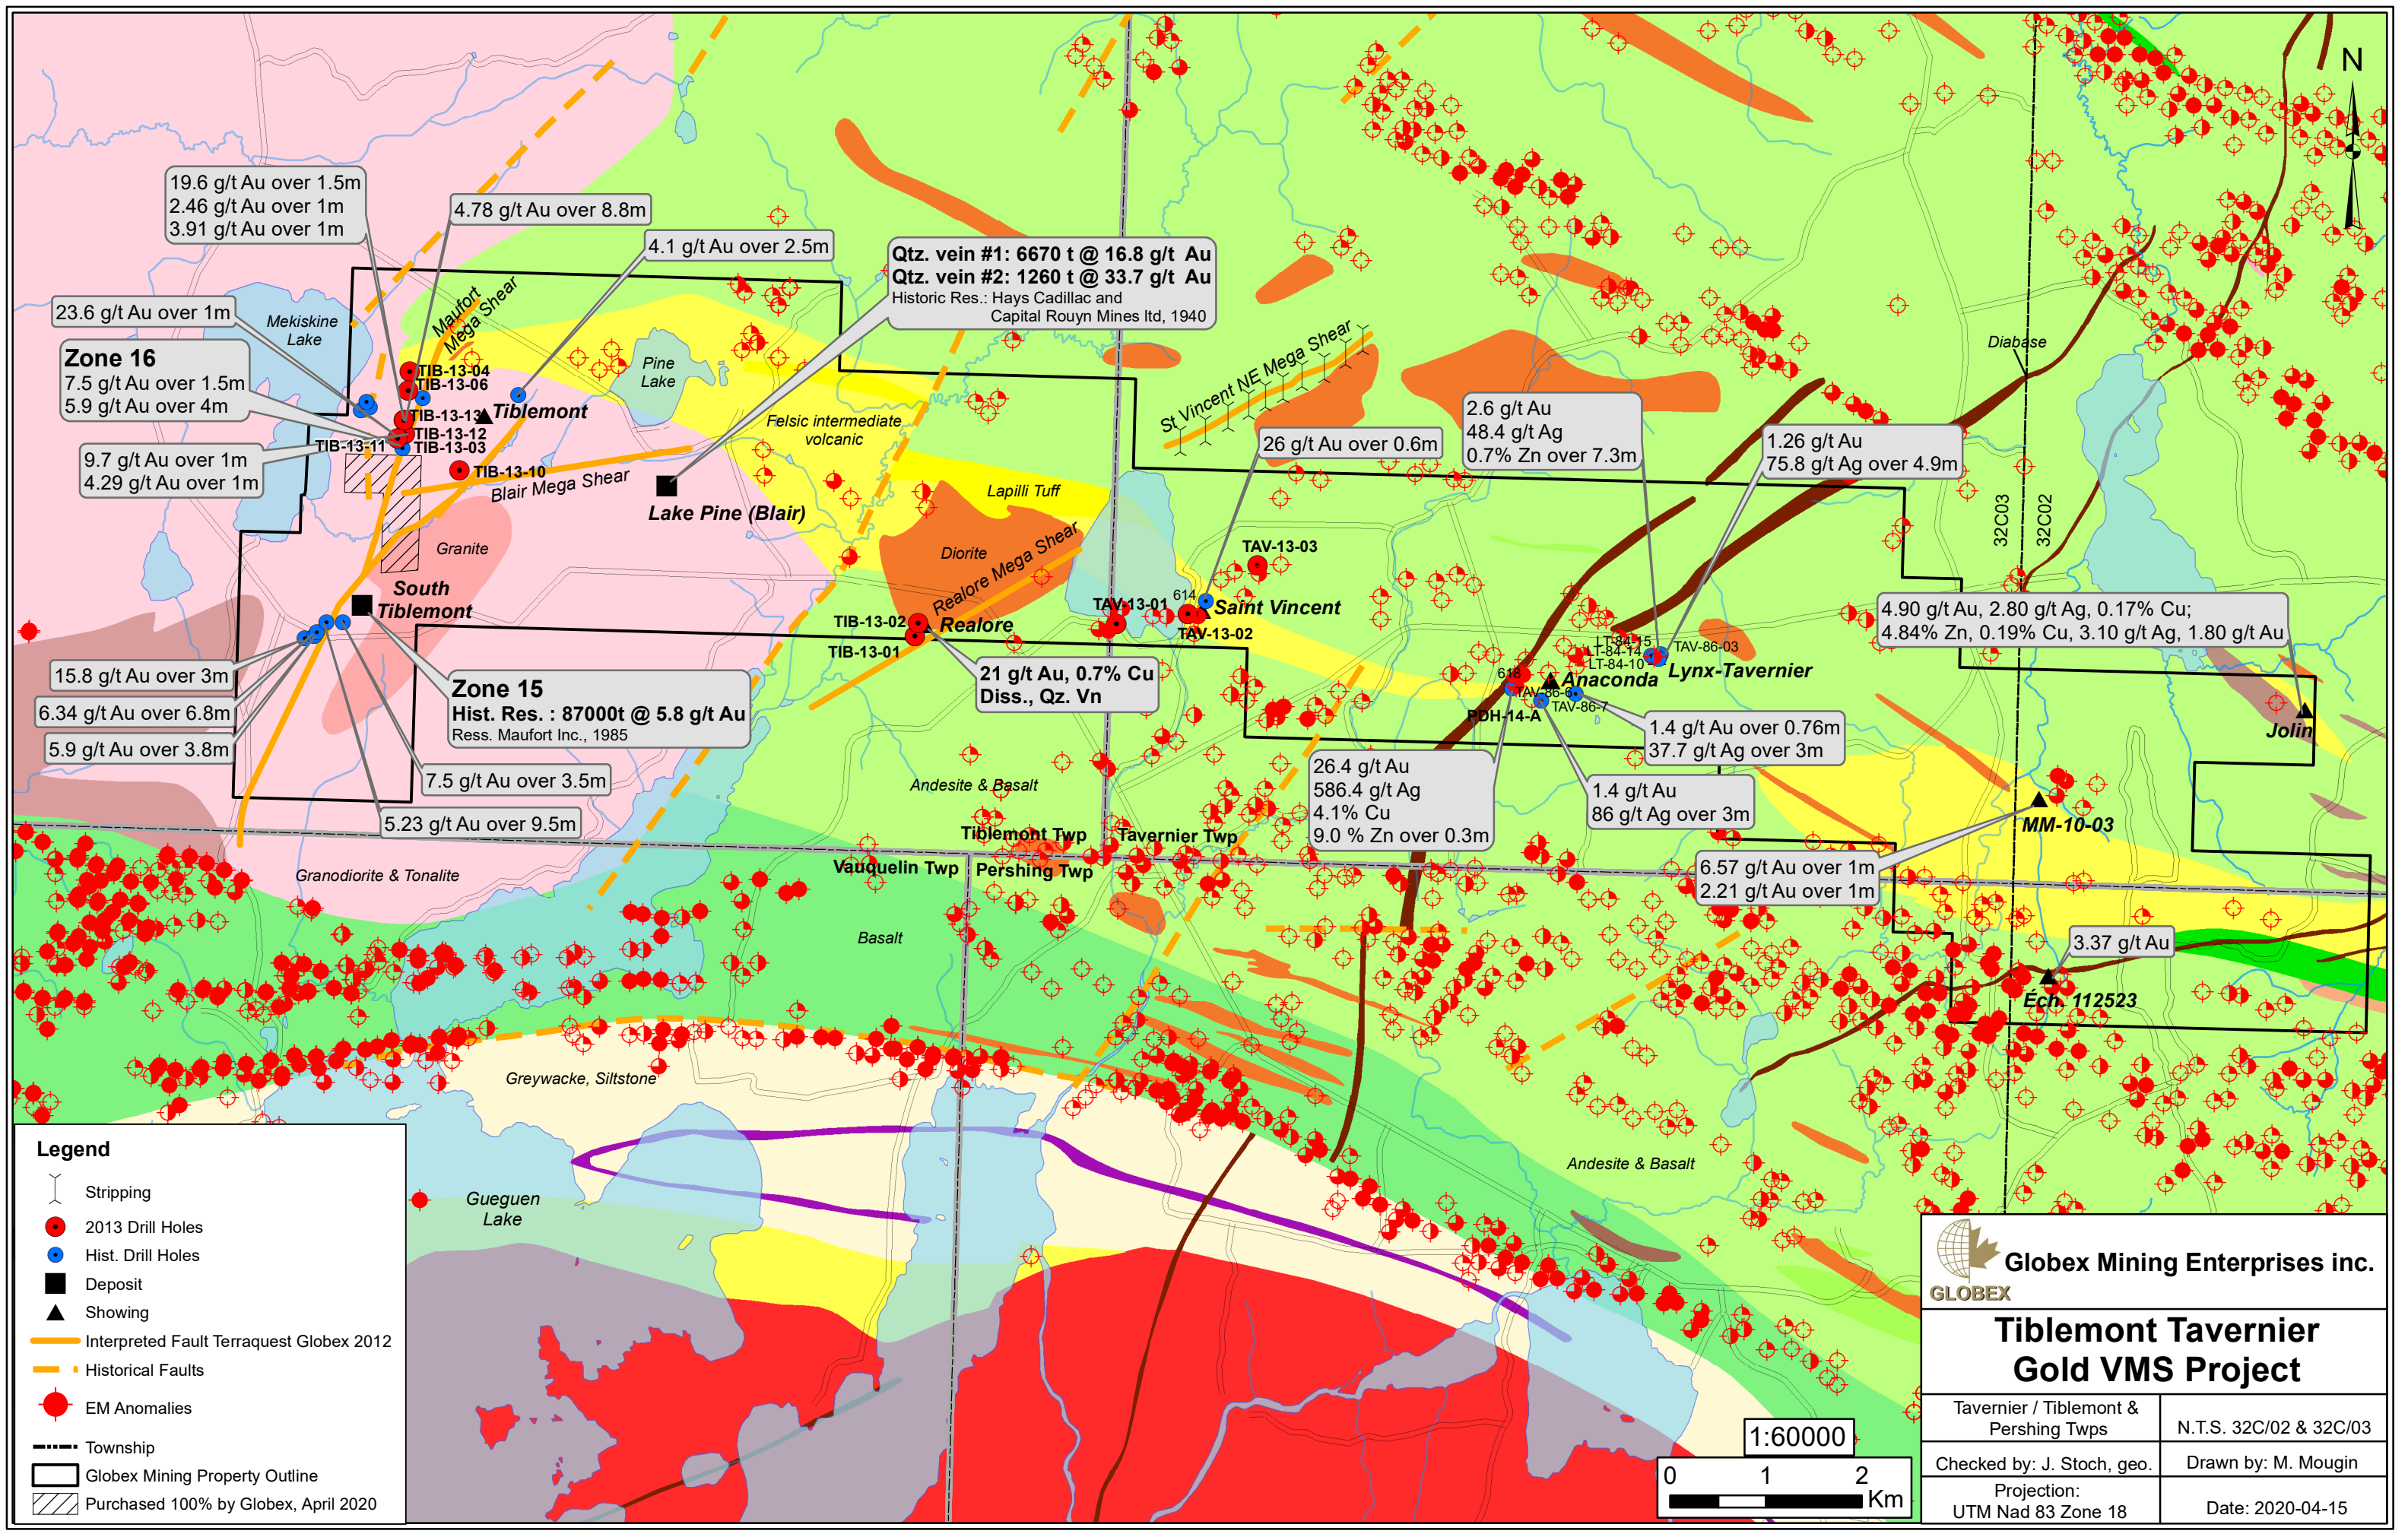 N
19.6 g/t Au over 1.5m
2.46 g/t Au over 1m
3.91 g/t Au over 1m
4.78 g/t Au over 8.8m
4.1 g/t Au over 2.5m
Qtz. vein #1: 6670 t @ 16.8 g/t Au
Qtz. vein #2: 1260 t @ 33.7 g/t Au
Historic Res.: Hays Cadillac and
Capital Rouyn Mines ltd, 1940
23.6 g/t Au over 1m
Mekiskine
Lake
Maufort
Mega Shear
Zone 16
7.5 g/t Au over 1.5m
5.9 g/t Au over 4m
TIB-13-04
TIB-13-06
TIB-13-13
TIB-13-12
TIB-13-11
TIB-13-03
TIB-13-10
Tiblemont
Pine
Lake
9.7 g/t Au over 1m
4.29 g/t Au over 1m
Blair Mega Shear
Lake Pine (Blair)
Felsic intermediate
volcanic
Lapilli Tuff
St Vincent NE Mega Shear
26 g/t Au over 0.6m
2.6 g/t Au
48.4 g/t Ag
0.7% Zn over 7.3m
1.26 g/t Au
75.8 g/t Ag over 4.9m
Diabase
32C03
32C02
Granite
South
Tiblemont
Diorite
Realore Mega Shear
TIB-13-02
Realore
TIB-13-01
TAV-13-03
TAV-13-01
614
Saint Vincent
TAV-13-02
4.90 g/t Au, 2.80 g/t Ag, 0.17% Cu;
4.84% Zn, 0.19% Cu, 3.10 g/t Ag, 1.80 g/t Au
LT-84-15
LT-84-14
LT-84-10
TAV-86-03
Lynx-Tavernier
618
Anaconda
TAV-86-6
TAV-86-7
PDH-14-A
Jolin
15.8 g/t Au over 3m
6.34 g/t Au over 6.8m
5.9 g/t Au over 3.8m
Zone 15
Hist. Res. : 87000t @ 5.8 g/t Au
Ress. Maufort Inc., 1985
21 g/t Au, 0.7% Cu
Diss., Qz. Vn
7.5 g/t Au over 3.5m
5.23 g/t Au over 9.5m
1.4 g/t Au over 0.76m
37.7 g/t Ag over 3m
26.4 g/t Au
586.4 g/t Ag
4.1% Cu
9.0 % Zn over 0.3m
1.4 g/t Au
86 g/t Ag over 3m
MM-10-03
6.57 g/t Au over 1m
2.21 g/t Au over 1m
3.37 g/t Au
Éch. 112523
Andesite & Basalt
Tiblemont Twp
Tavernier Twp
Vauquelin Twp
Pershing Twp
Granodiorite & Tonalite
Basalt
Greywacke, Siltstone
Andesite & Basalt
Gueguen
Lake
Legend
Stripping
2013 Drill Holes
Hist. Drill Holes
Deposit
Showing
Interpreted Fault Terraquest Globex 2012
Historical Faults
EM Anomalies
Township
Globex Mining Property Outline
Purchased 100% by Globex, April 2020
1:60000
0 1 2
Km
GLOBEX
Globex Mining Enterprises inc.
Tiblemont Tavernier
Gold VMS Project
Tavernier / Tiblemont &
Pershing Twps
N.T.S. 32C/02 & 32C/03
Checked by: J. Stoch, geo.
Drawn by: M. Mougin
Projection:
UTM Nad 83 Zone 18
Date: 2020-04-15